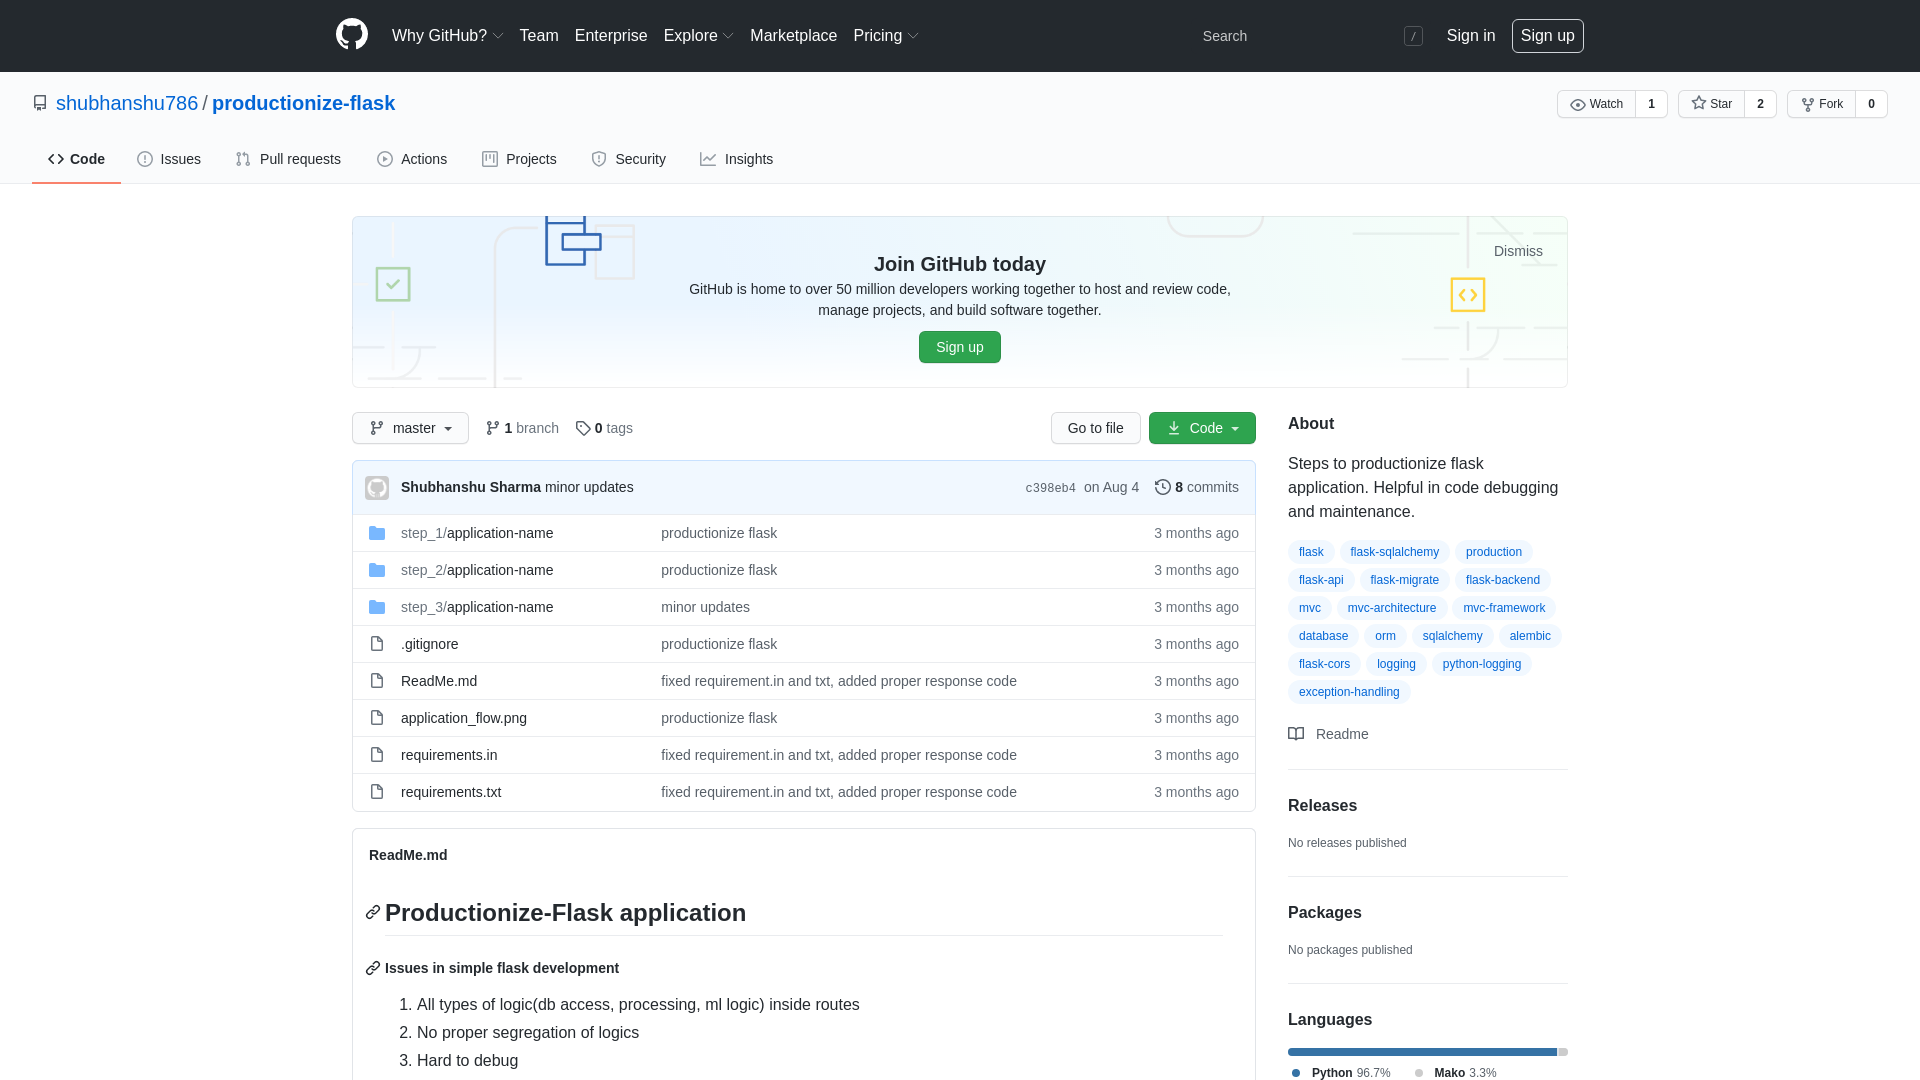 Why GitHub? Team Enterprise Explore Marketplace Pricing Search / Sign in Sign up
shubhanshu786 / productionize-flask Watch 1 Star 2 Fork 0
Code Issues Pull requests Actions Projects Security Insights
Dismiss
Join GitHub today
GitHub is home to over 50 million developers working together to host and review code,
manage projects, and build software together.
Sign up
master 1 branch 0 tags Go to file Code
Shubhanshu Sharma minor updates c398eb4 on Aug 4 8 commits
step_1/application-name productionize flask 3 months ago
step_2/application-name productionize flask 3 months ago
step_3/application-name minor updates 3 months ago
.gitignore productionize flask 3 months ago
ReadMe.md fixed requirement.in and txt, added proper response code 3 months ago
application_flow.png productionize flask 3 months ago
requirements.in fixed requirement.in and txt, added proper response code 3 months ago
requirements.txt fixed requirement.in and txt, added proper response code 3 months ago
ReadMe.md
Productionize-Flask application
Issues in simple flask development
1. All types of logic(db access, processing, ml logic) inside routes
2. No proper segregation of logics
3. Hard to debug
About
Steps to productionize flask
application. Helpful in code debugging
and maintenance.
flask flask-sqlalchemy production
flask-api flask-migrate flask-backend
mvc mvc-architecture mvc-framework
database orm sqlalchemy alembic
flask-cors logging python-logging
exception-handling
Readme
Releases
No releases published
Packages
No packages published
Languages
Python 96.7% Mako 3.3%